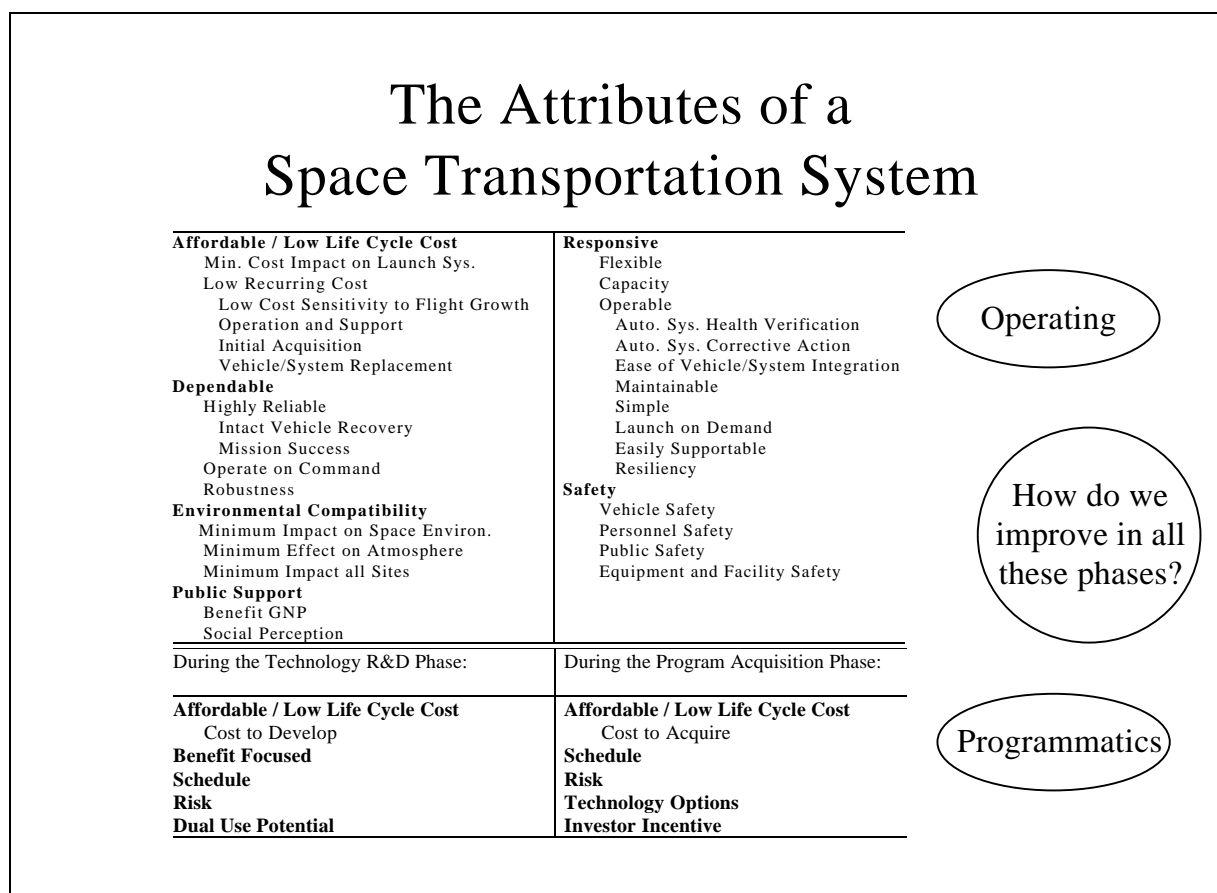 The Attributes of a
Space Transportation System
Affordable / Low Life Cycle Cost
Min. Cost Impact on Launch Sys.
Low Recurring Cost
Low Cost Sensitivity to Flight Growth
Operation and Support
Initial Acquisition
Vehicle/System Replacement
Dependable
Highly Reliable
Intact Vehicle Recovery
Mission Success
Operate on Command
Robustness
Environmental Compatibility
Minimum Impact on Space Environ.
Minimum Effect on Atmosphere
Minimum Impact all Sites
Public Support
Benefit GNP
Social Perception
Responsive
Flexible
Capacity
Operable
Auto. Sys. Health Verification
Auto. Sys. Corrective Action
Ease of Vehicle/System Integration
Maintainable
Simple
Launch on Demand
Easily Supportable
Resiliency
Safety
Vehicle Safety
Personnel Safety
Public Safety
Equipment and Facility Safety
During the Technology R&D Phase:
Affordable / Low Life Cycle Cost
Cost to Develop
Benefit Focused
Schedule
Risk
Dual Use Potential
During the Program Acquisition Phase:
Affordable / Low Life Cycle Cost
Cost to Acquire
Schedule
Risk
Technology Options
Investor Incentive
Operating
How do we
improve in all
these phases?
Programmatics